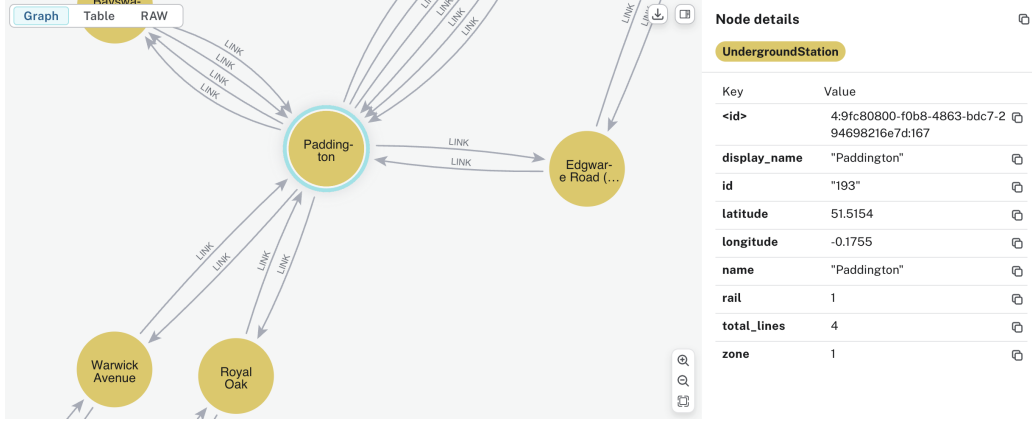 Bayswa-
Graph Table RAW
LINK
LINK
LINK
LINK
LINK
LINK
LINK
LINK
LINK
LINK
Padding-
ton
LINK
LINK
Edgwar-
e Road (...
LINK
LINK
LINK
LINK
Warwick
Avenue
Royal
Oak
Node details
UndergroundStation
Key Value
<id> 4:9fc80800-f0b8-4863-bdc7-2
94698216e7d:167
display_name "Paddington"
id "193"
latitude 51.5154
longitude -0.1755
name "Paddington"
rail 1
total_lines 4
zone 1